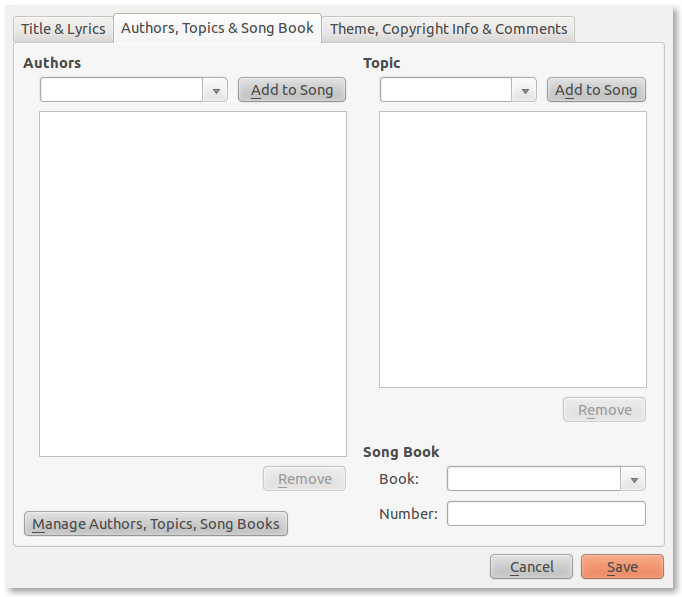 Title & Lyrics
Authors, Topics & Song Book
Theme, Copyright Info & Comments
Authors
Add to Song
Remove
Manage Authors, Topics, Song Books
Topic
Add to Song
Remove
Song Book
Book:
Number:
Cancel
Save